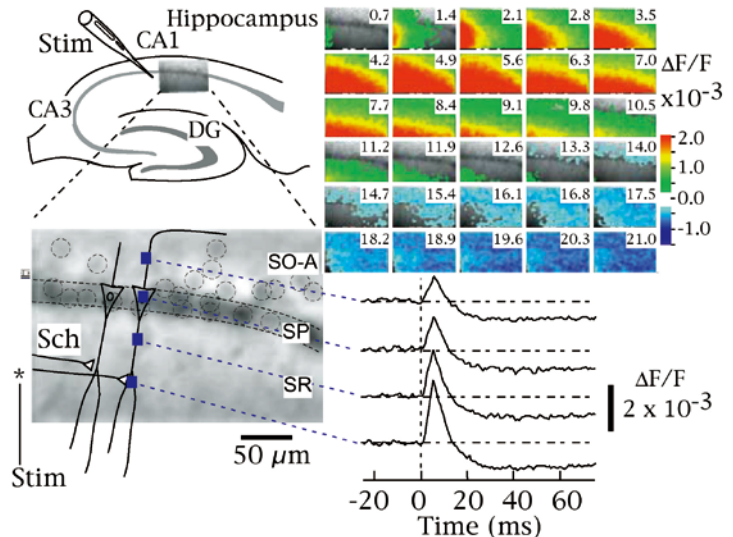 Hippocampus
Stim
CA1
CA3
DG
0.7 1.4 2.1 2.8 3.5
4.2 4.9 5.6 6.3 7.0
7.7 8.4 9.1 9.8 10.5
11.2 11.9 12.6 13.3 14.0
14.7 15.4 16.1 16.8 17.5
18.2 18.9 19.6 20.3 21.0
ΔF/F
x10-3
2.0
-0.0
-1.0
SO-A
SP
Sch
SR
*
Stim
50 µm
ΔF/F
2 x 10-3
-20 0 20 40 60
Time (ms)